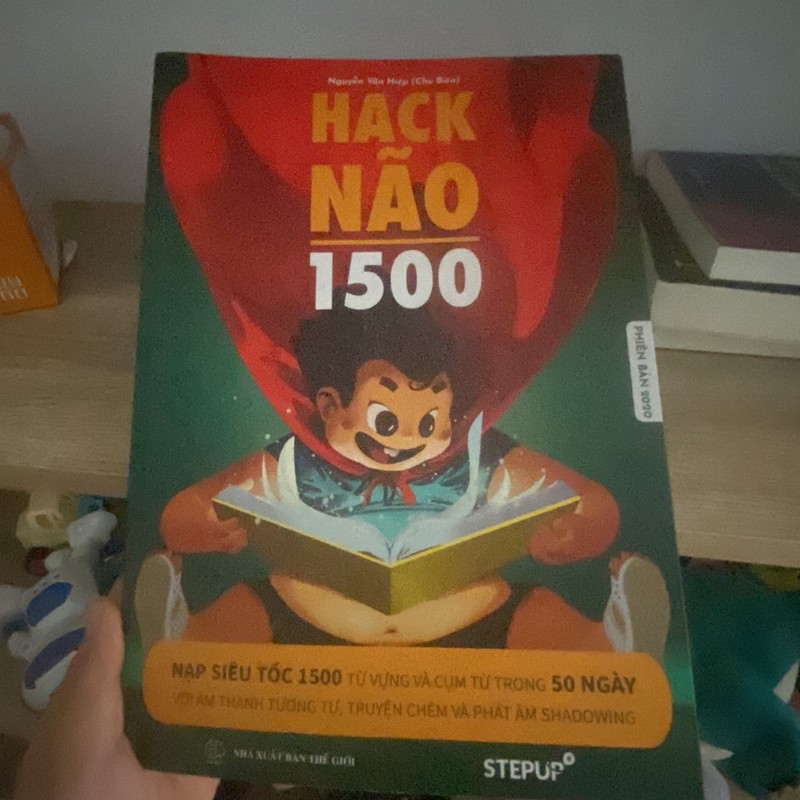 Nguyễn Văn Hiệp (Chủ Biên)
HACK
NÃO
1500
PHIÊN BẢN 2020
NẠP SIÊU TỐC 1500 TỪ VỰNG VÀ CỤM TỪ TRONG 50 NGÀY
VỚI ÂM THANH TƯƠNG TỰ, TRUYỆN CHÊM VÀ PHÁT ÂM SHADOWING
NHÀ XUẤT BẢN THẾ GIỚI
STEPUP